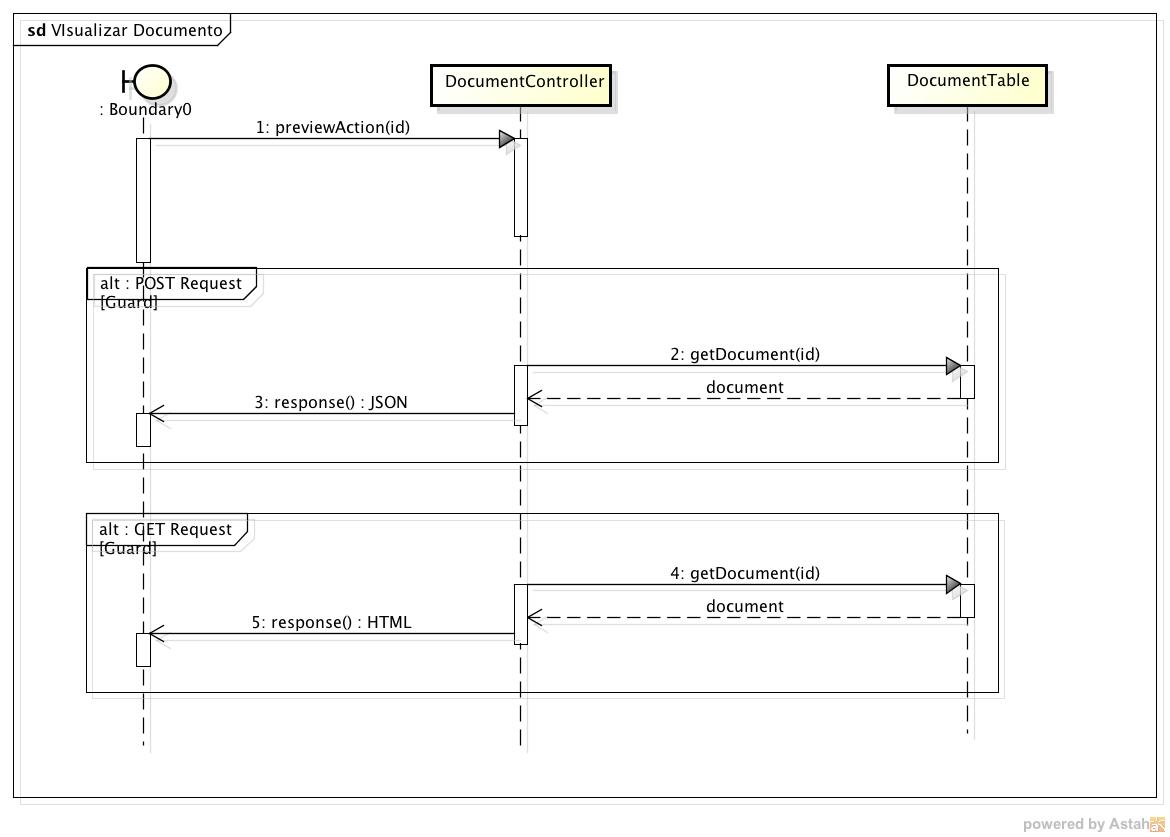 sd VIsualizar Documento
: Boundary0
DocumentController
DocumentTable
1: previewAction(id)
alt : POST Request
[Guard]
2: getDocument(id)
document
3: response() : JSON
alt : GET Request
[Guard]
4: getDocument(id)
document
5: response() : HTML
powered by Astah